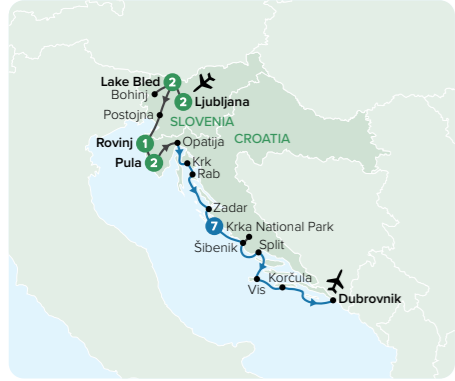 Lake Bled
2
Bohinj
2
Ljubljana
Postojna
SLOVENIA
Rovinj
1
Opatija
CROATIA
Pula
2
Krk
Rab
Zadar
7
Krka National Park
Šibenik
Split
Korčula
Vis
Dubrovnik